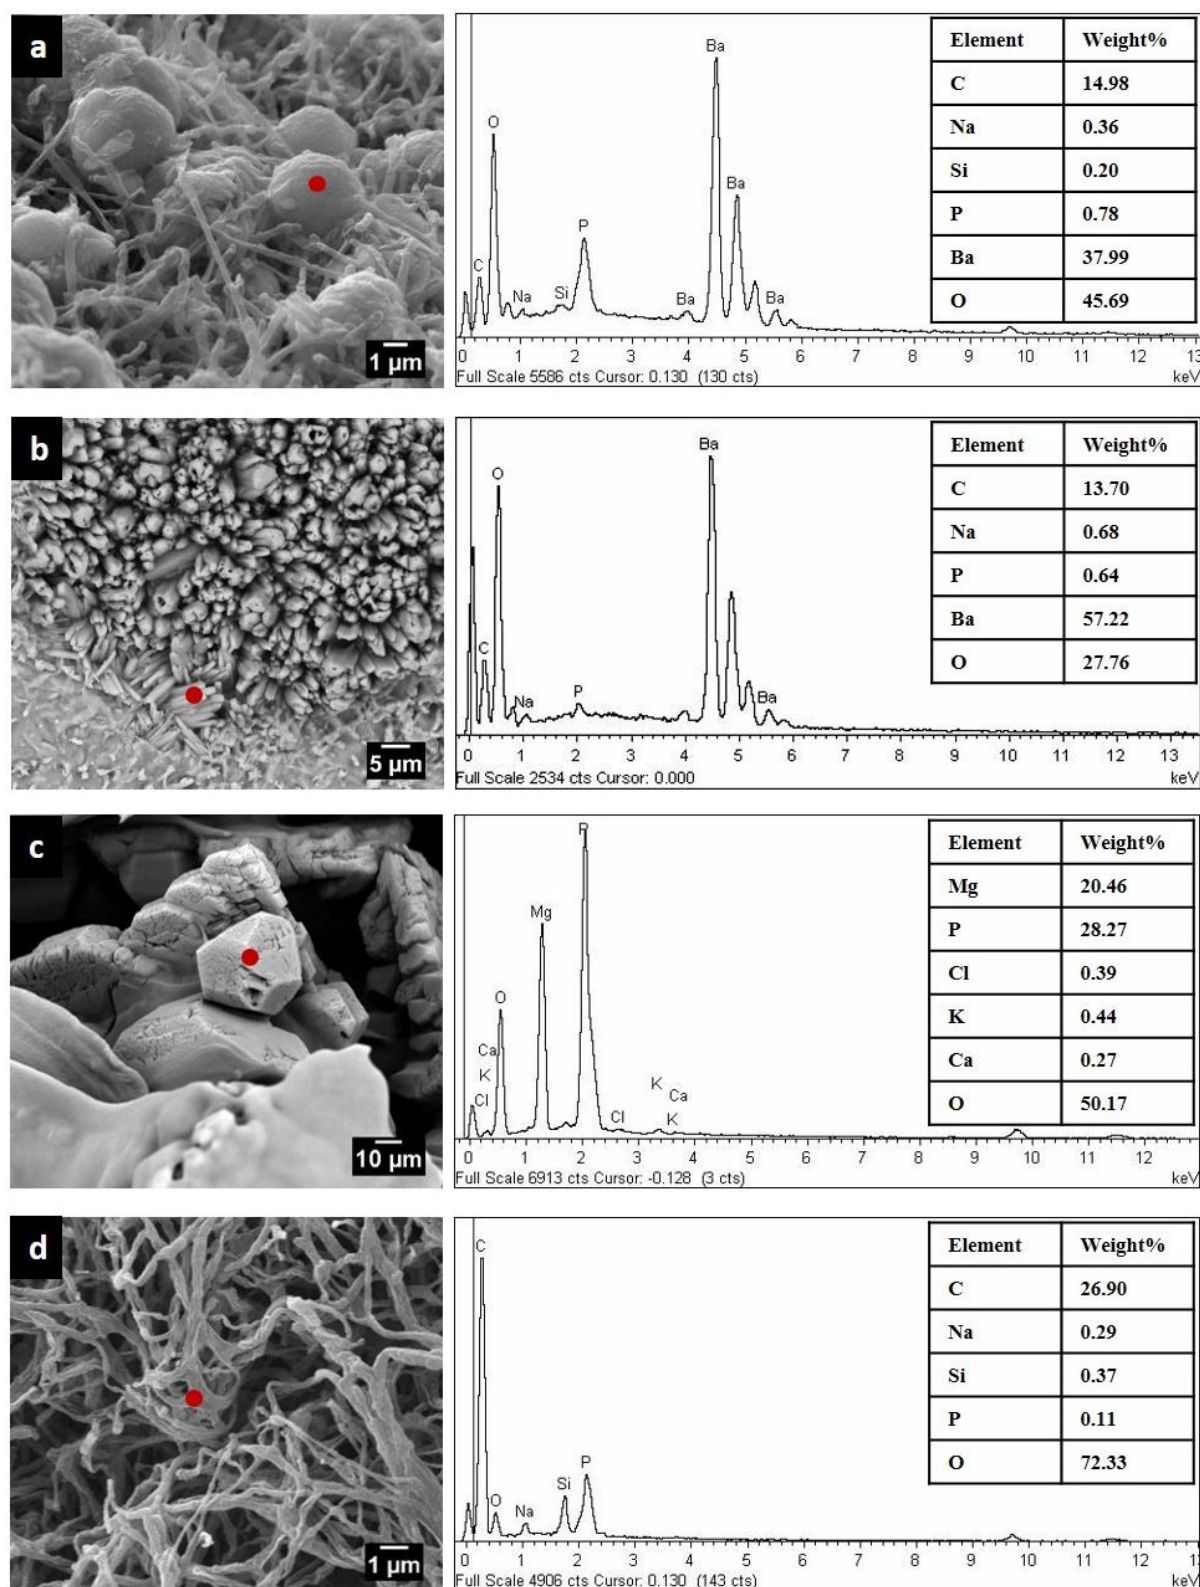 a
1 µm
O
C
Na
Si
P
Ba
Ba
Ba
Ba
0 1 2 3 4 5 6 7 8 9 10 11 12 13
Full Scale 5586 cts Cursor: 0.130 (130 cts) keV
Element Weight%
C 14.98
Na 0.36
Si 0.20
P 0.78
Ba 37.99
O 45.69
b
5 µm
O
C
Na
P
Ba
Ba
0 1 2 3 4 5 6 7 8 9 10 11 12 13
Full Scale 2534 cts Cursor: 0.000 keV
Element Weight%
C 13.70
Na 0.68
P 0.64
Ba 57.22
O 27.76
c
10 µm
P
Mg
O
Ca
K
Cl
Cl
K
Ca
K
0 1 2 3 4 5 6 7 8 9 10 11 12
Full Scale 6913 cts Cursor: -0.128 (3 cts) keV
Element Weight%
Mg 20.46
P 28.27
Cl 0.39
K 0.44
Ca 0.27
O 50.17
d
1 µm
C
O
Na
Si
P
0 1 2 3 4 5 6 7 8 9 10 11 12 13
Full Scale 4906 cts Cursor: 0.130 (143 cts) keV
Element Weight%
C 26.90
Na 0.29
Si 0.37
P 0.11
O 72.33